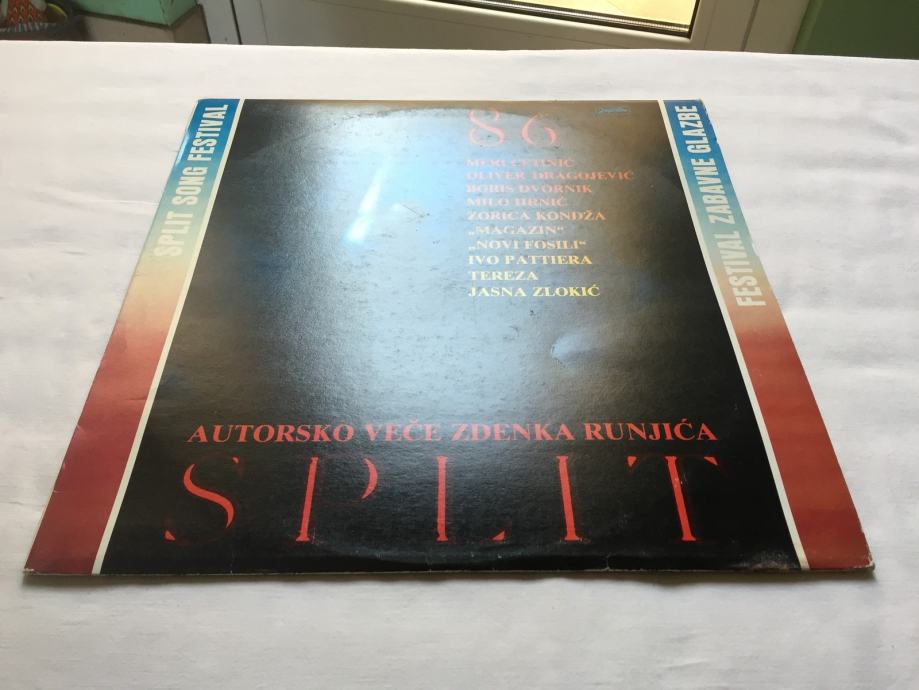 SPLIT SONG FESTIVAL
86
MERI CETINIĆ
OLIVER DRAGOJEVIĆ
BORIS DVORNIK
MILO HRNIĆ
ZORICA KONDŽA
„MAGAZIN“
„NOVI FOSILI“
IVO PATTIERA
TEREZA
JASNA ZLOKIĆ
FESTIVAL ZABAVNE GLAZBE
AUTORSKO VEČE ZDENKA RUNJIĆA
SPLIT